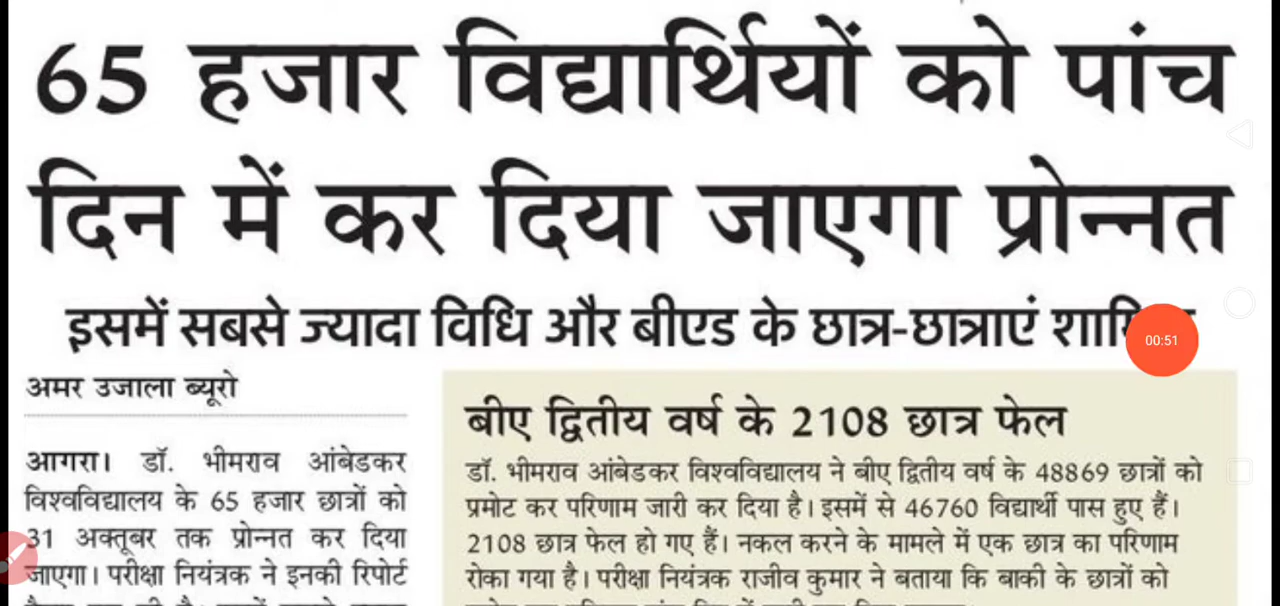 65 हजार विद्यार्थियों को पांच
दिन में कर दिया जाएगा प्रोन्नत
इसमें सबसे ज्यादा विधि और बीएड के छात्र-छात्राएं
00:51
अमर उजाला ब्यूरो
आगरा। डॉ. भीमराव आंबेडकर
विश्वविद्यालय के 65 हजार छात्रों को
31 अक्तूबर तक प्रोन्नत कर दिया
जाएगा। परीक्षा नियंत्रक ने इनकी रिपोर्ट
बीए द्वितीय वर्ष के 2108 छात्र फेल
डॉ. भीमराव आंबेडकर विश्वविद्यालय ने बीए द्वितीय वर्ष के 48869 छात्रों को
प्रमोट कर परिणाम जारी कर दिया है। इसमें से 46760 विद्यार्थी पास हुए हैं।
2108 छात्र फेल हो गए हैं। नकल करने के मामले में एक छात्र का परिणाम
रोका गया है। परीक्षा नियंत्रक राजीव कुमार ने बताया कि बाकी के छात्रों को